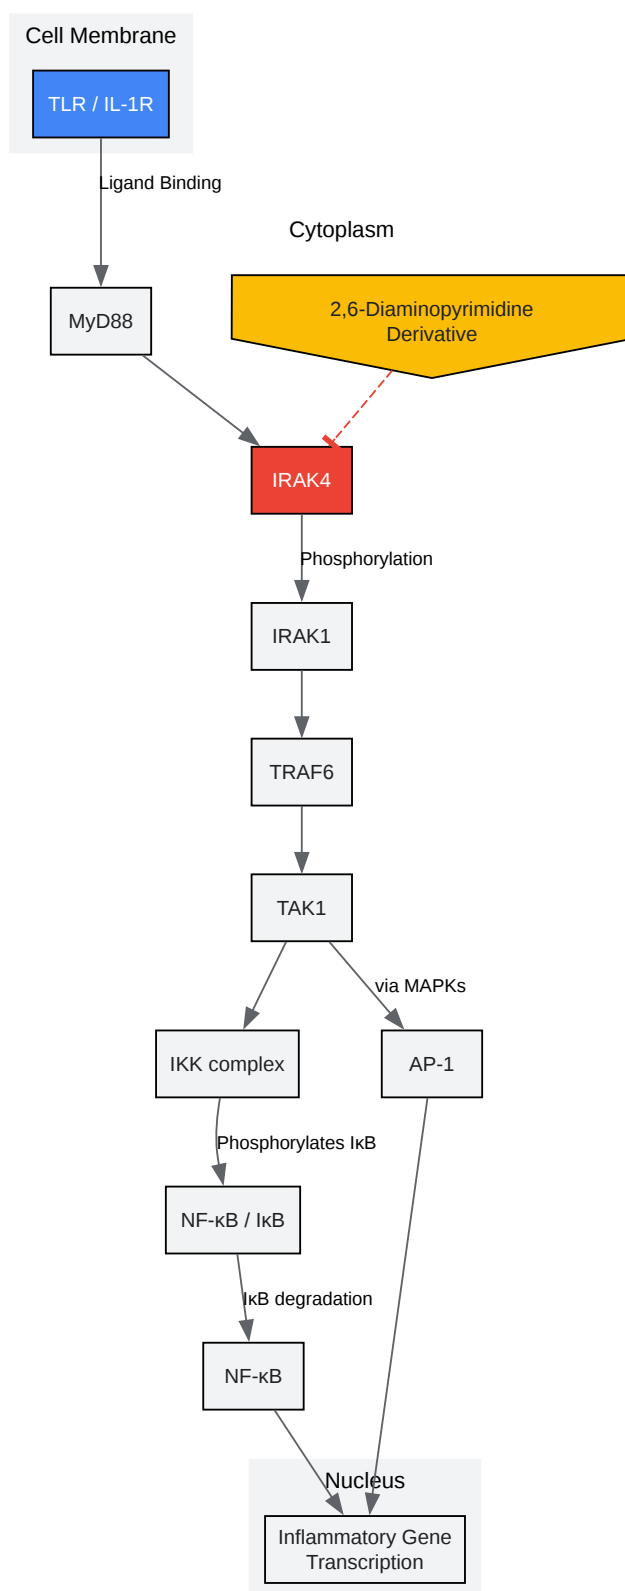 Cell Membrane
TLR / IL-1R
Ligand Binding
Cytoplasm
MyD88
2,6-Diaminopyrimidine
Derivative
IRAK4
Phosphorylation
IRAK1
TRAF6
TAK1
via MAPKs
IKK complex
AP-1
Phosphorylates IκB
NF-κB / IκB
IκB degradation
NF-κB
Nucleus
Inflammatory Gene
Transcription